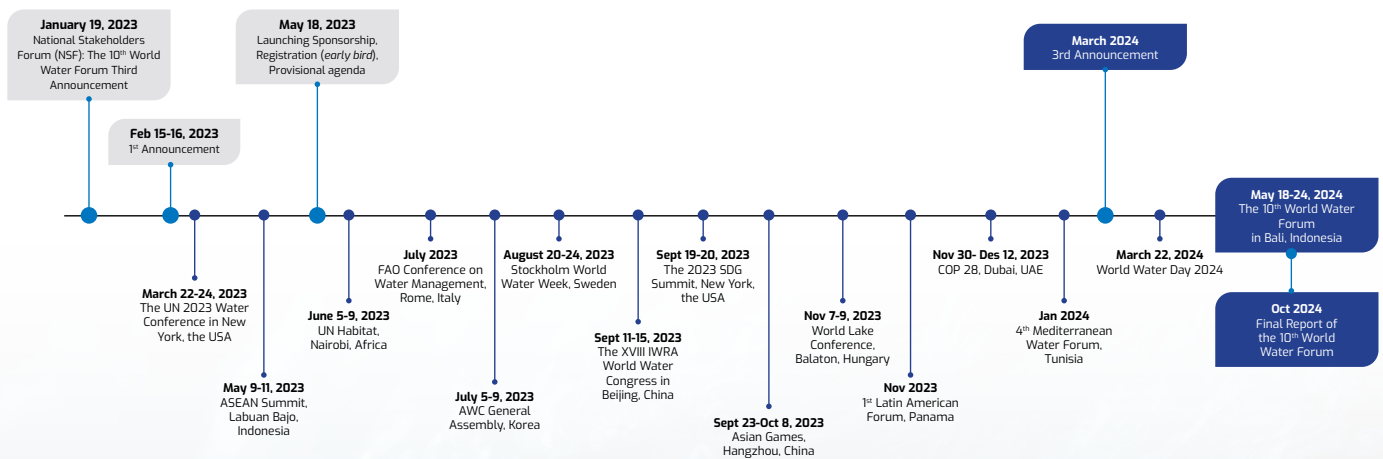 January 19, 2023
National Stakeholders
Forum (NSF): The 10th World
Water Forum Third
Announcement
Feb 15-16, 2023
1st Announcement
May 18, 2023
Launching Sponsorship,
Registration (early bird),
Provisional agenda
March 2024
3rd Announcement
May 18-24, 2024
The 10th World Water
Forum
in Bali, Indonesia
Oct 2024
Final Report of
the 10th World
Water Forum
March 22-24, 2023
The UN 2023 Water
Conference in New
York, the USA
May 9-11, 2023
ASEAN Summit,
Labuan Bajo,
Indonesia
June 5-9, 2023
UN Habitat,
Nairobi, Africa
July 2023
FAO Conference on
Water Management,
Rome, Italy
July 5-9, 2023
AWC General
Assembly, Korea
August 20-24, 2023
Stockholm World
Water Week, Sweden
Sept 11-15, 2023
The XVIII IWRA
World Water
Congress in
Beijing, China
Sept 19-20, 2023
The 2023 SDG
Summit, New York,
the USA
Sept 23-Oct 8, 2023
Asian Games,
Hangzhou, China
Nov 7-9, 2023
World Lake
Conference,
Balaton, Hungary
Nov 2023
1st Latin American
Forum, Panama
Nov 30- Des 12, 2023
COP 28, Dubai, UAE
Jan 2024
4th Mediterranean
Water Forum,
Tunisia
March 22, 2024
World Water Day 2024